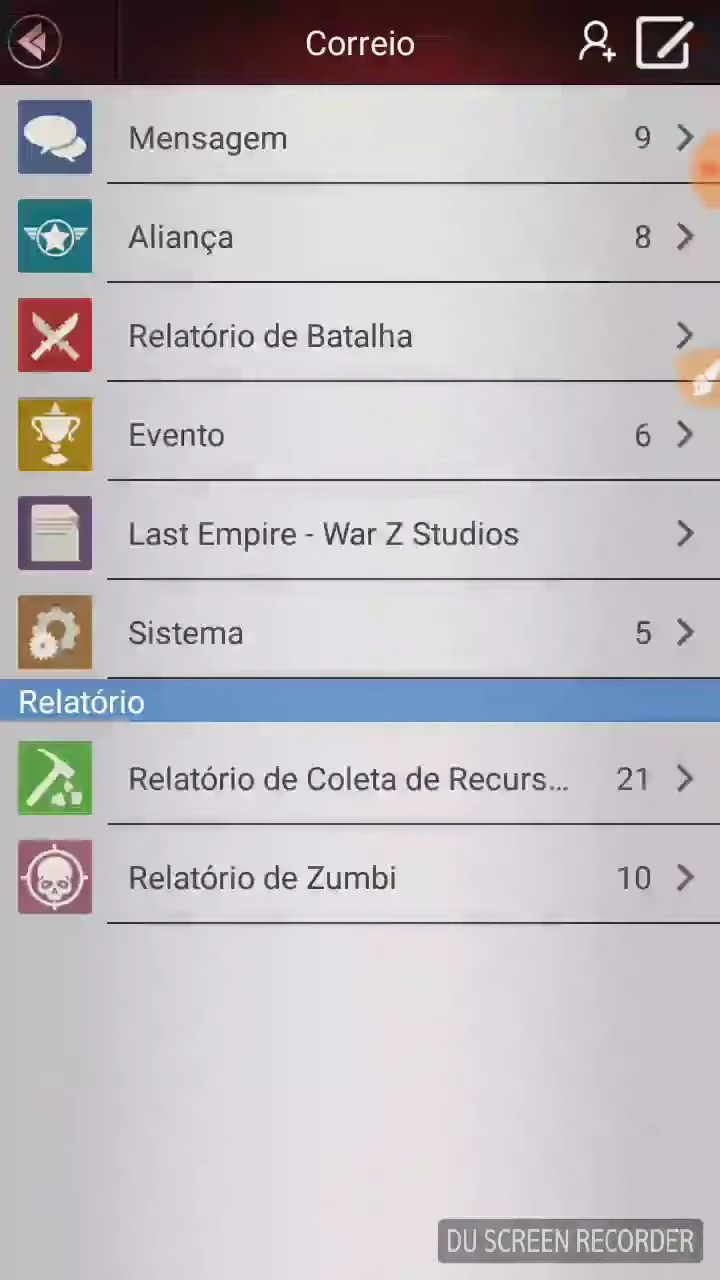 Correio
Mensagem 9
Aliança 8
Relatório de Batalha
Evento 6
Last Empire - War Z Studios
Sistema 5
Relatório
Relatório de Coleta de Recurs... 21
Relatório de Zumbi 10
DU SCREEN RECORDER